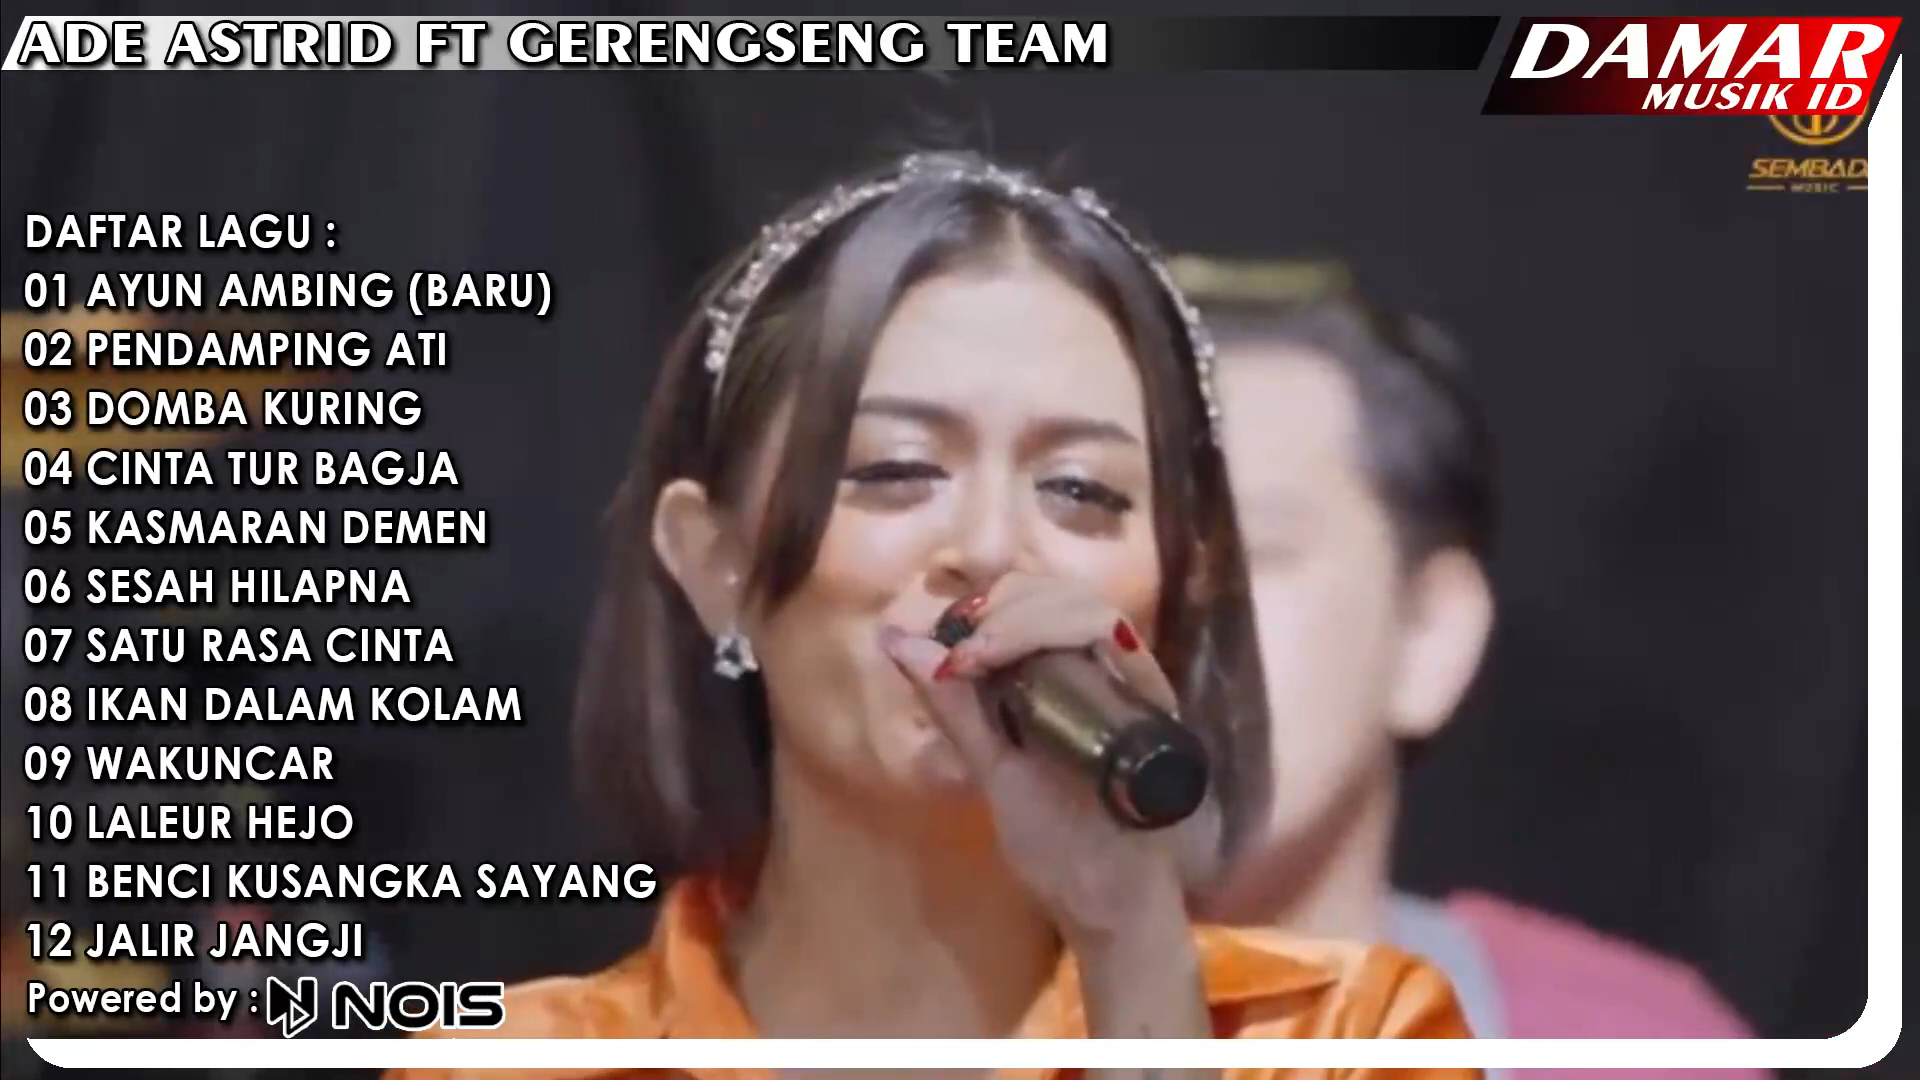 ADE ASTRID FT GERENGSENG TEAM
DAMAR
MUSIK ID
SEMBAD
MUSIC
DAFTAR LAGU :
01 AYUN AMBING (BARU)
02 PENDAMPING ATI
03 DOMBA KURING
04 CINTA TUR BAGJA
05 KASMARAN DEMEN
06 SESAH HILAPNA
07 SATU RASA CINTA
08 IKAN DALAM KOLAM
09 WAKUNCAR
10 LALEUR HEJO
11 BENCI KUSANGKA SAYANG
12 JALIR JANGJI
Powered by : NOIS